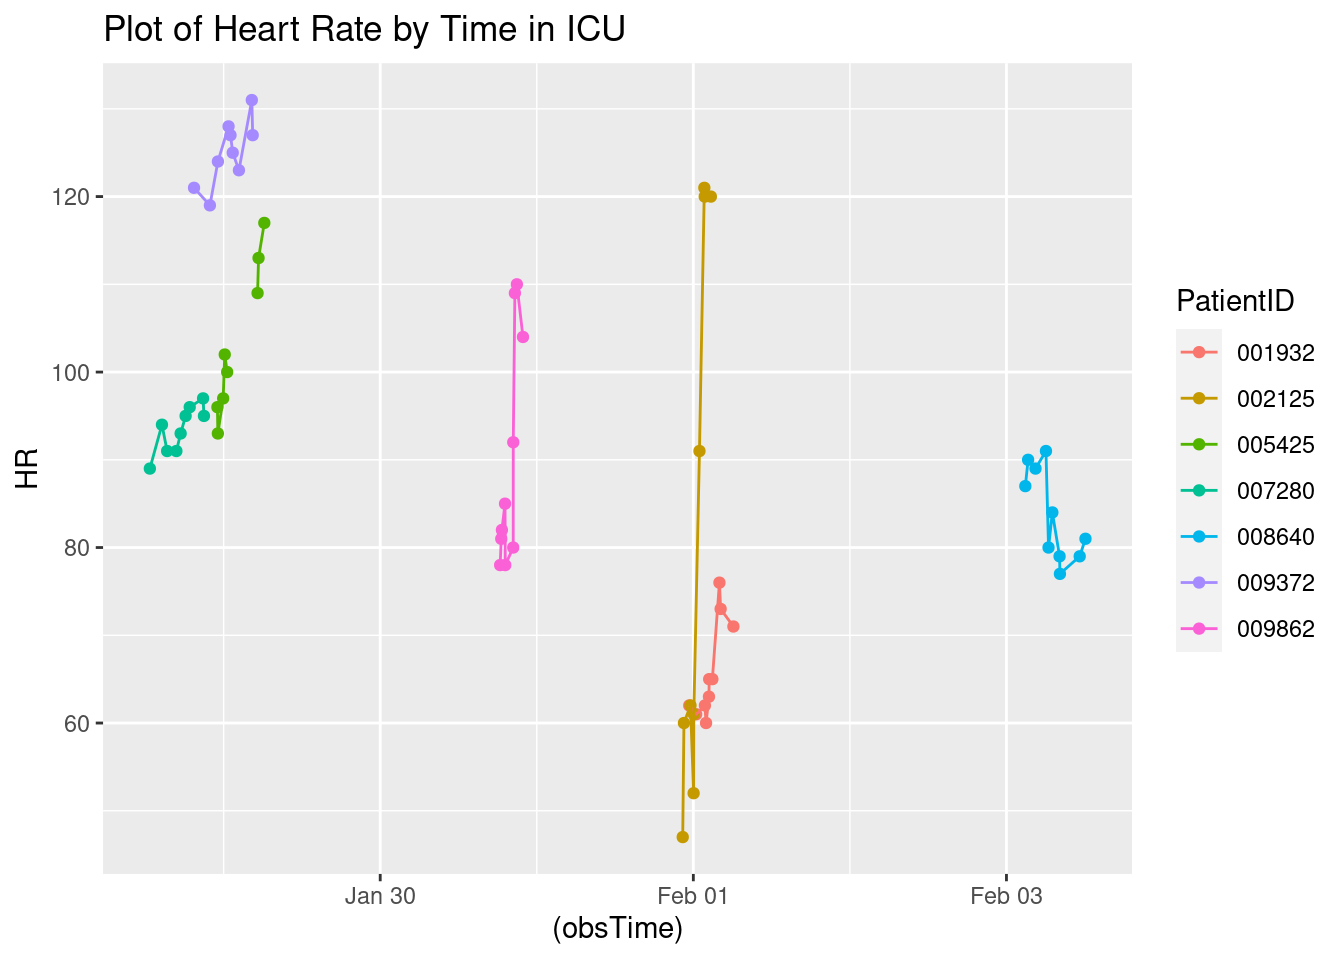 Plot of Heart Rate by Time in ICU
HR
120
100
80
60
Jan 30
Feb 01
Feb 03
(obsTime)
PatientID
001932
002125
005425
007280
008640
009372
009862